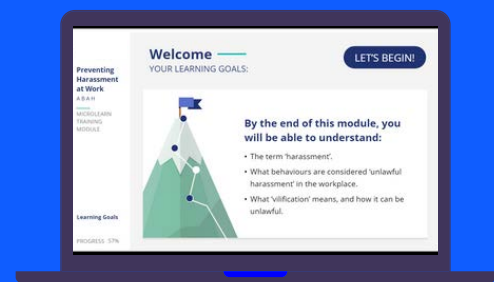 Preventing
Harassment
at Work
ABAH
MICROLEARN
TRAINING
MODULE
Learning Goals
PROGRESS 57%
Welcome
YOUR LEARNING GOALS:
LET'S BEGIN!
By the end of this module, you
will be able to understand:
• The term 'harassment'.
• What behaviours are considered 'unlawful
harassment' in the workplace.
• What 'vilification' means, and how it can be
unlawful.